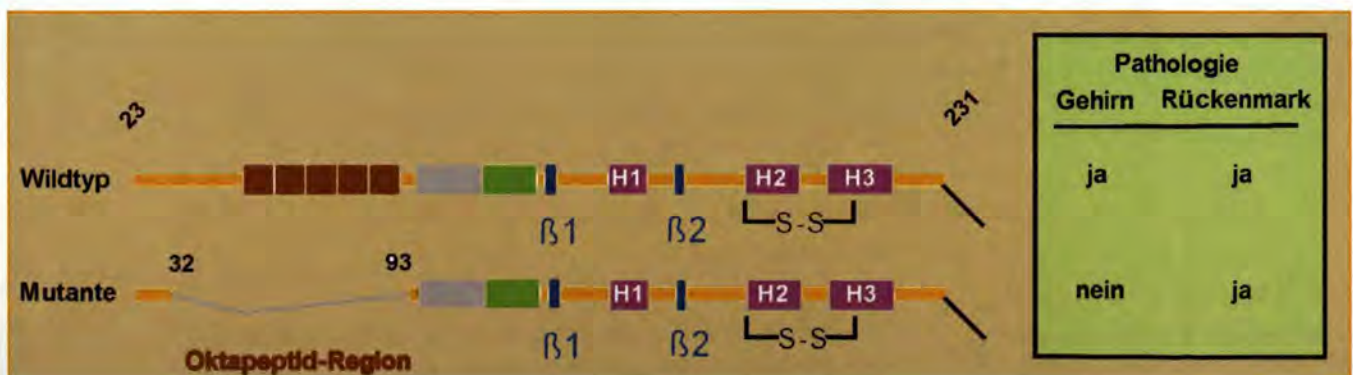 Pathologie
Gehirn Rückenmark
23
231
Wildtyp
H1
H2
H3
ja
ja
ß1
ß2
S-S
32
93
Mutante
H1
H2
H3
nein
ja
ß1
ß2
S-S
Oktapeptid-Region